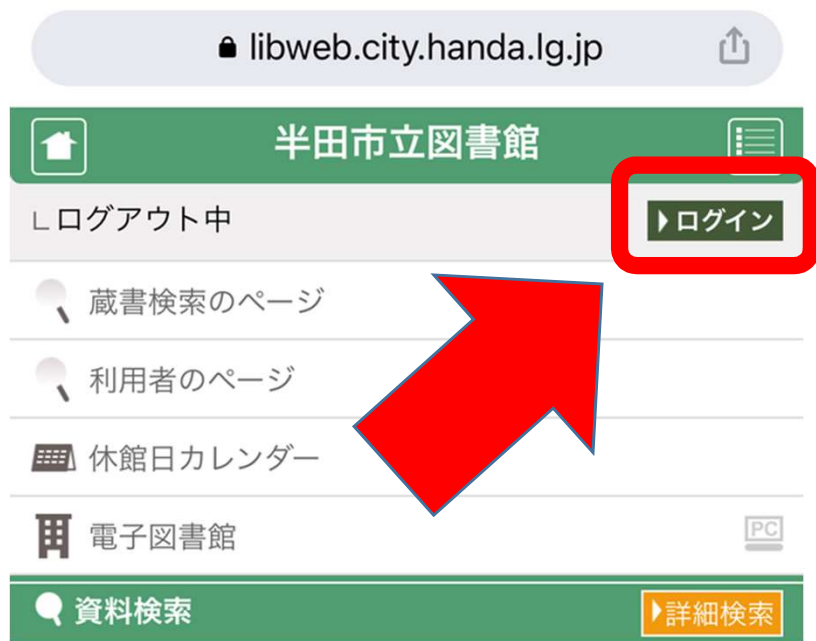 libweb.city.handa.lg.jp
半田市立図書館
ログアウト中
ログイン
蔵書検索のページ
利用者のページ
休館日カレンダー
電子図書館
PC
資料検索
詳細検索